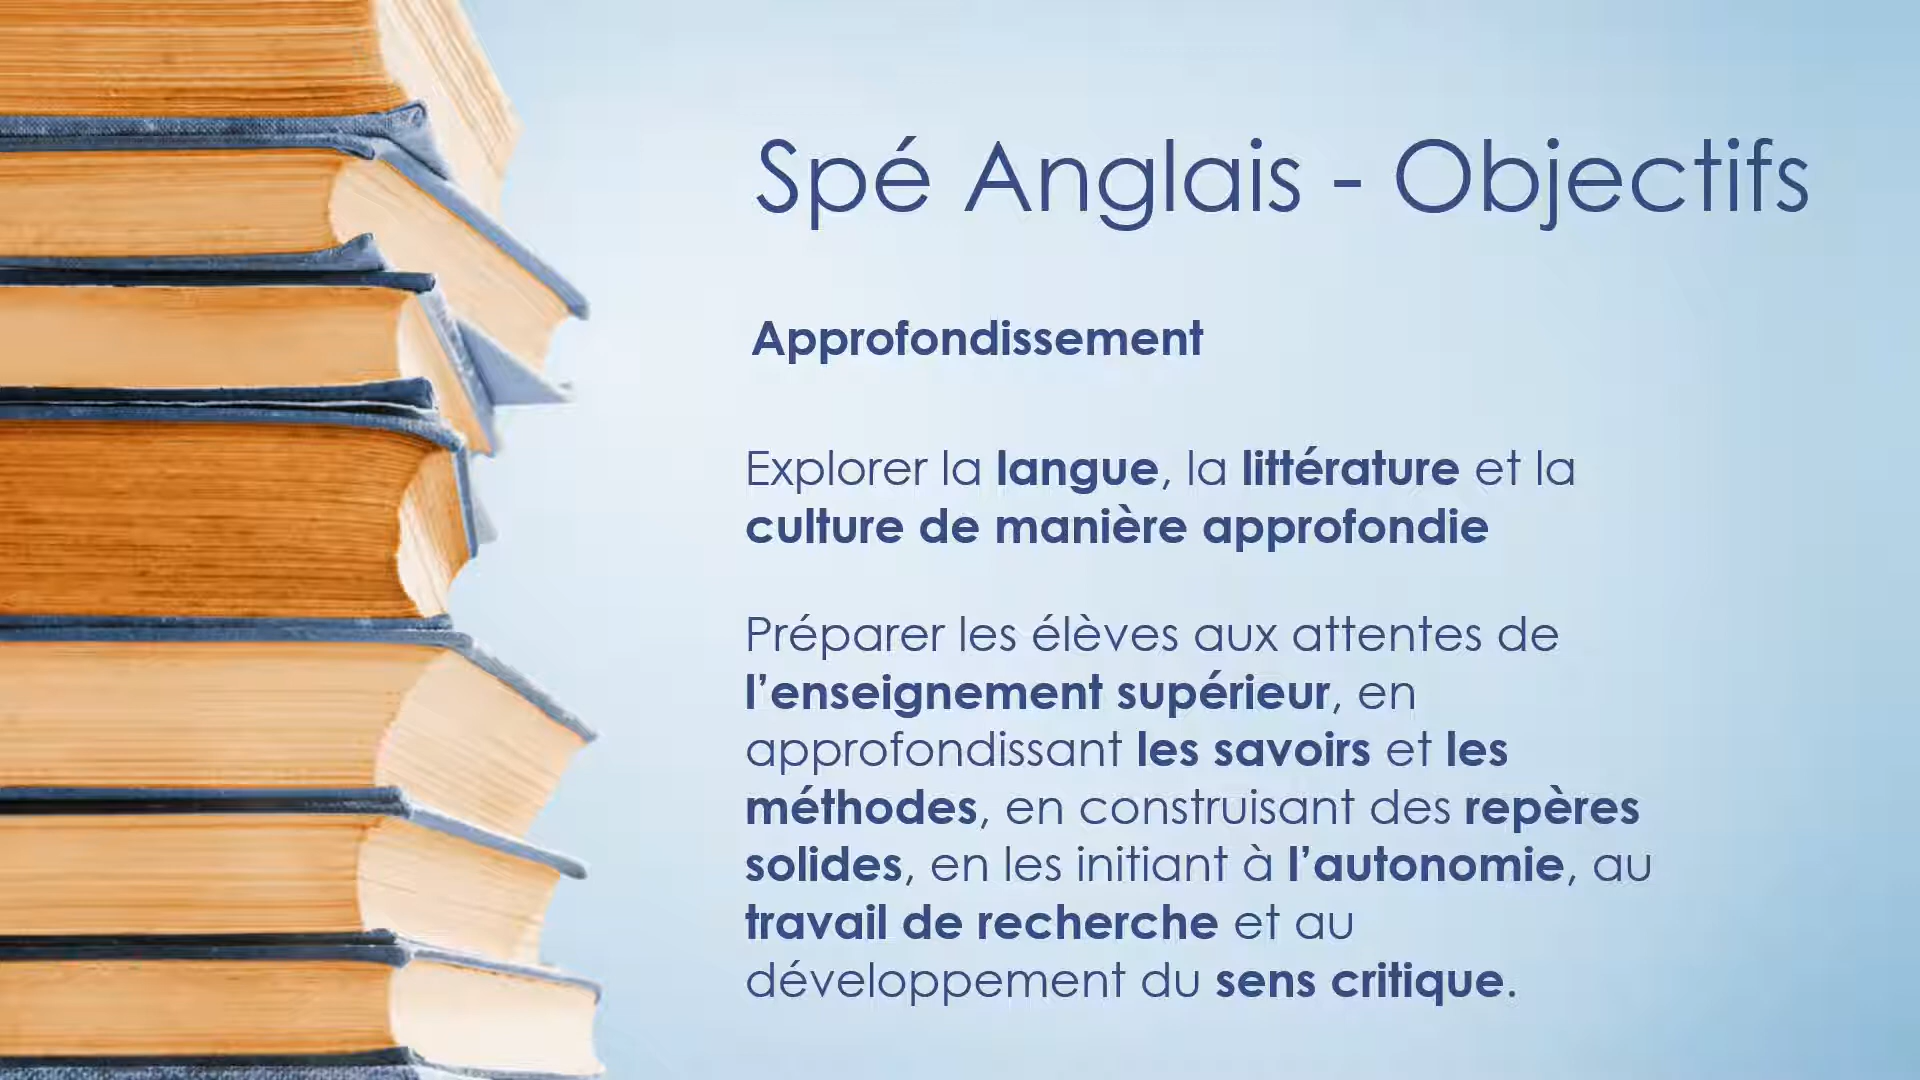 Spé Anglais - Objectifs
Approfondissement
Explorer la langue, la littérature et la
culture de manière approfondie
Préparer les élèves aux attentes de
l’enseignement supérieur, en
approfondissant les savoirs et les
méthodes, en construisant des repères
solides, en les initiant à l’autonomie, au
travail de recherche et au
développement du sens critique.